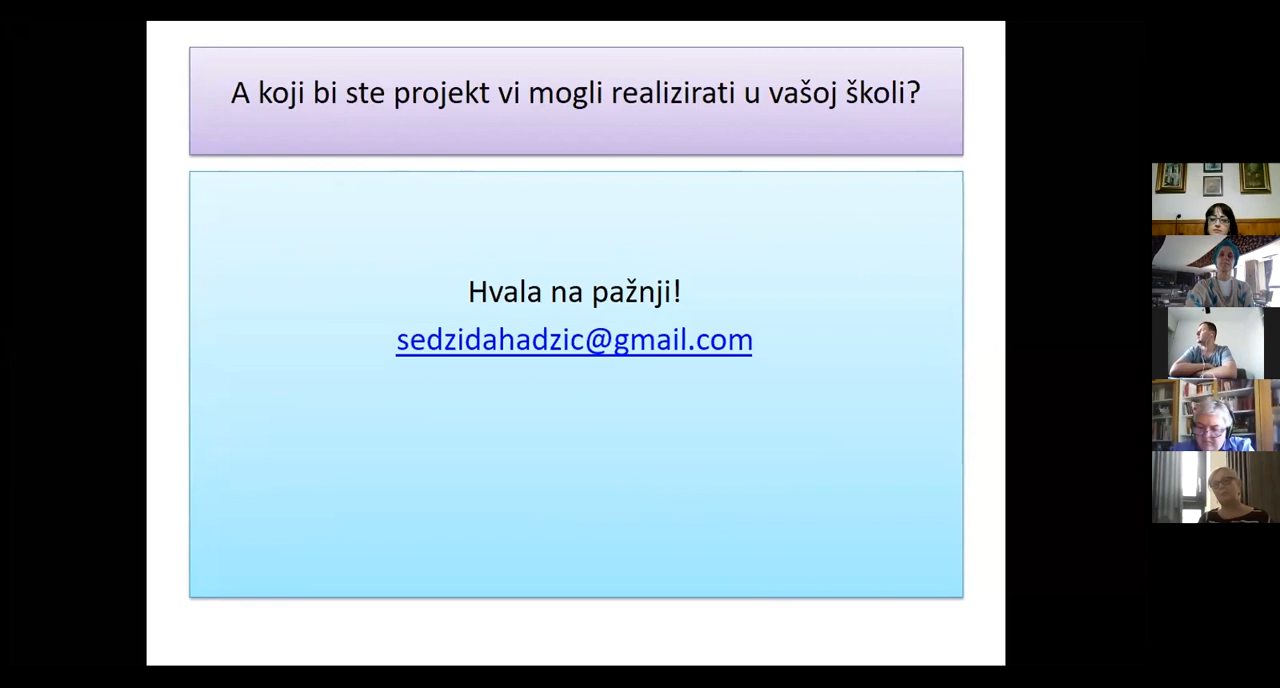 A koji bi ste projekt vi mogli realizirati u vašoj školi?
Hvala na pažnji!
sedzidahadzic@gmail.com